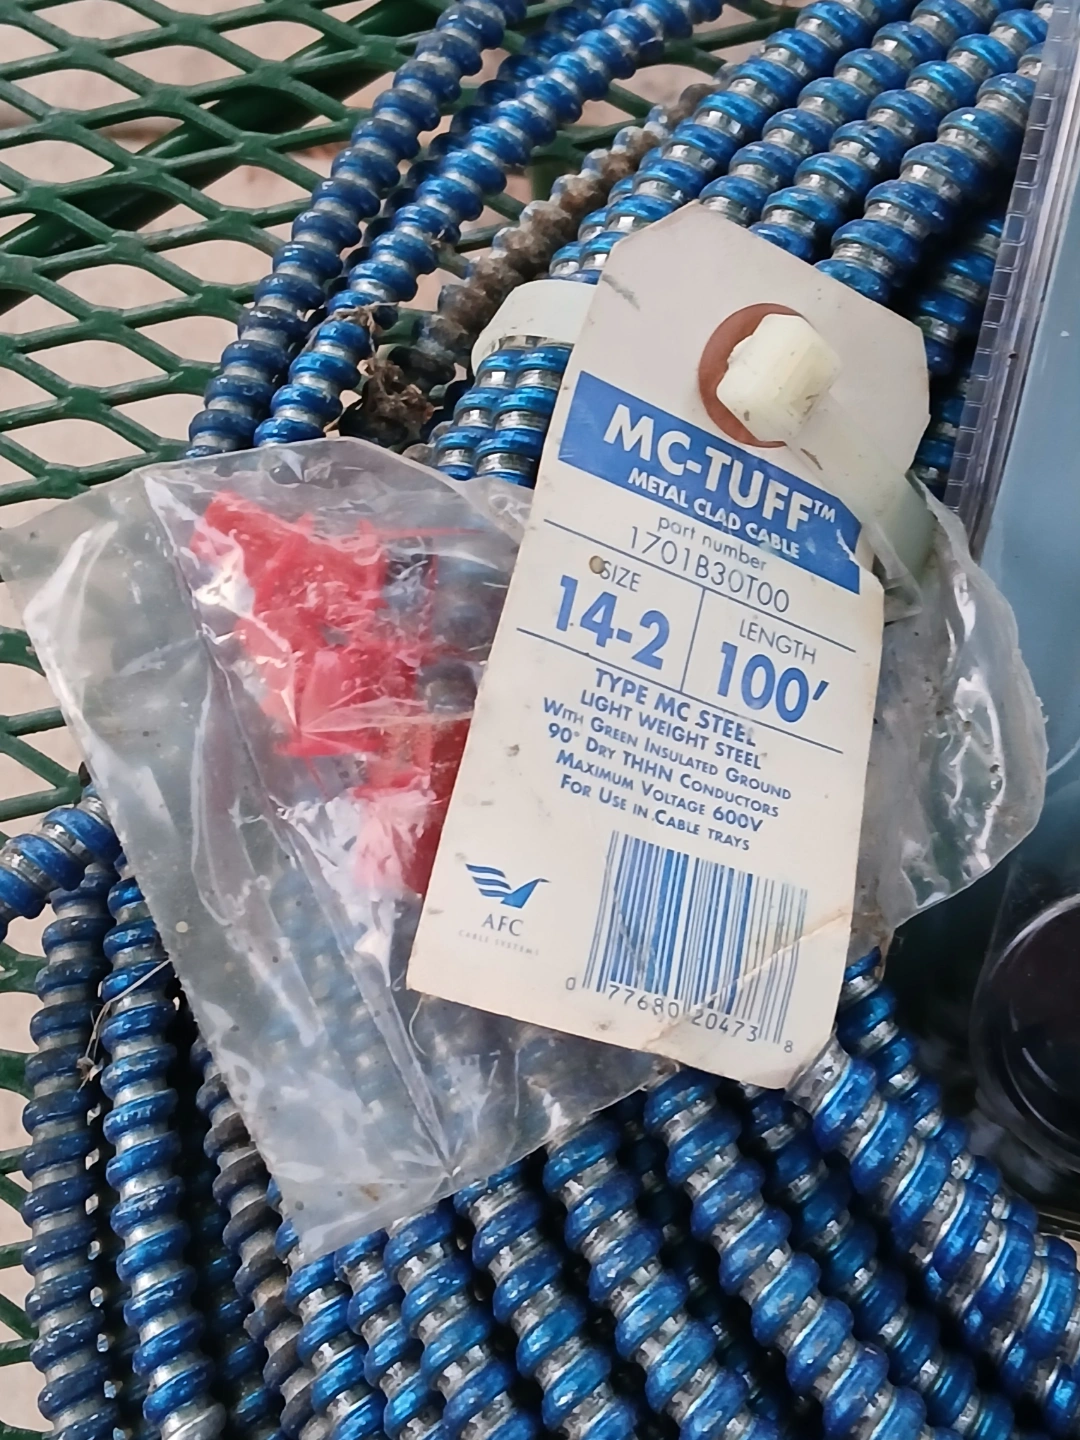 MC-TUFF™
METAL CLAD CABLE
part number
1701B30T00
SIZE
14-2
LENGTH
100'
TYPE MC STEEL
LIGHT WEIGHT STEEL
WITH GREEN INSULATED GROUND
90° DRY THHN CONDUCTORS
MAXIMUM VOLTAGE 600V
FOR USE IN CABLE TRAYS
AFC
CABLE SYSTEMS
0 77680 20473 8